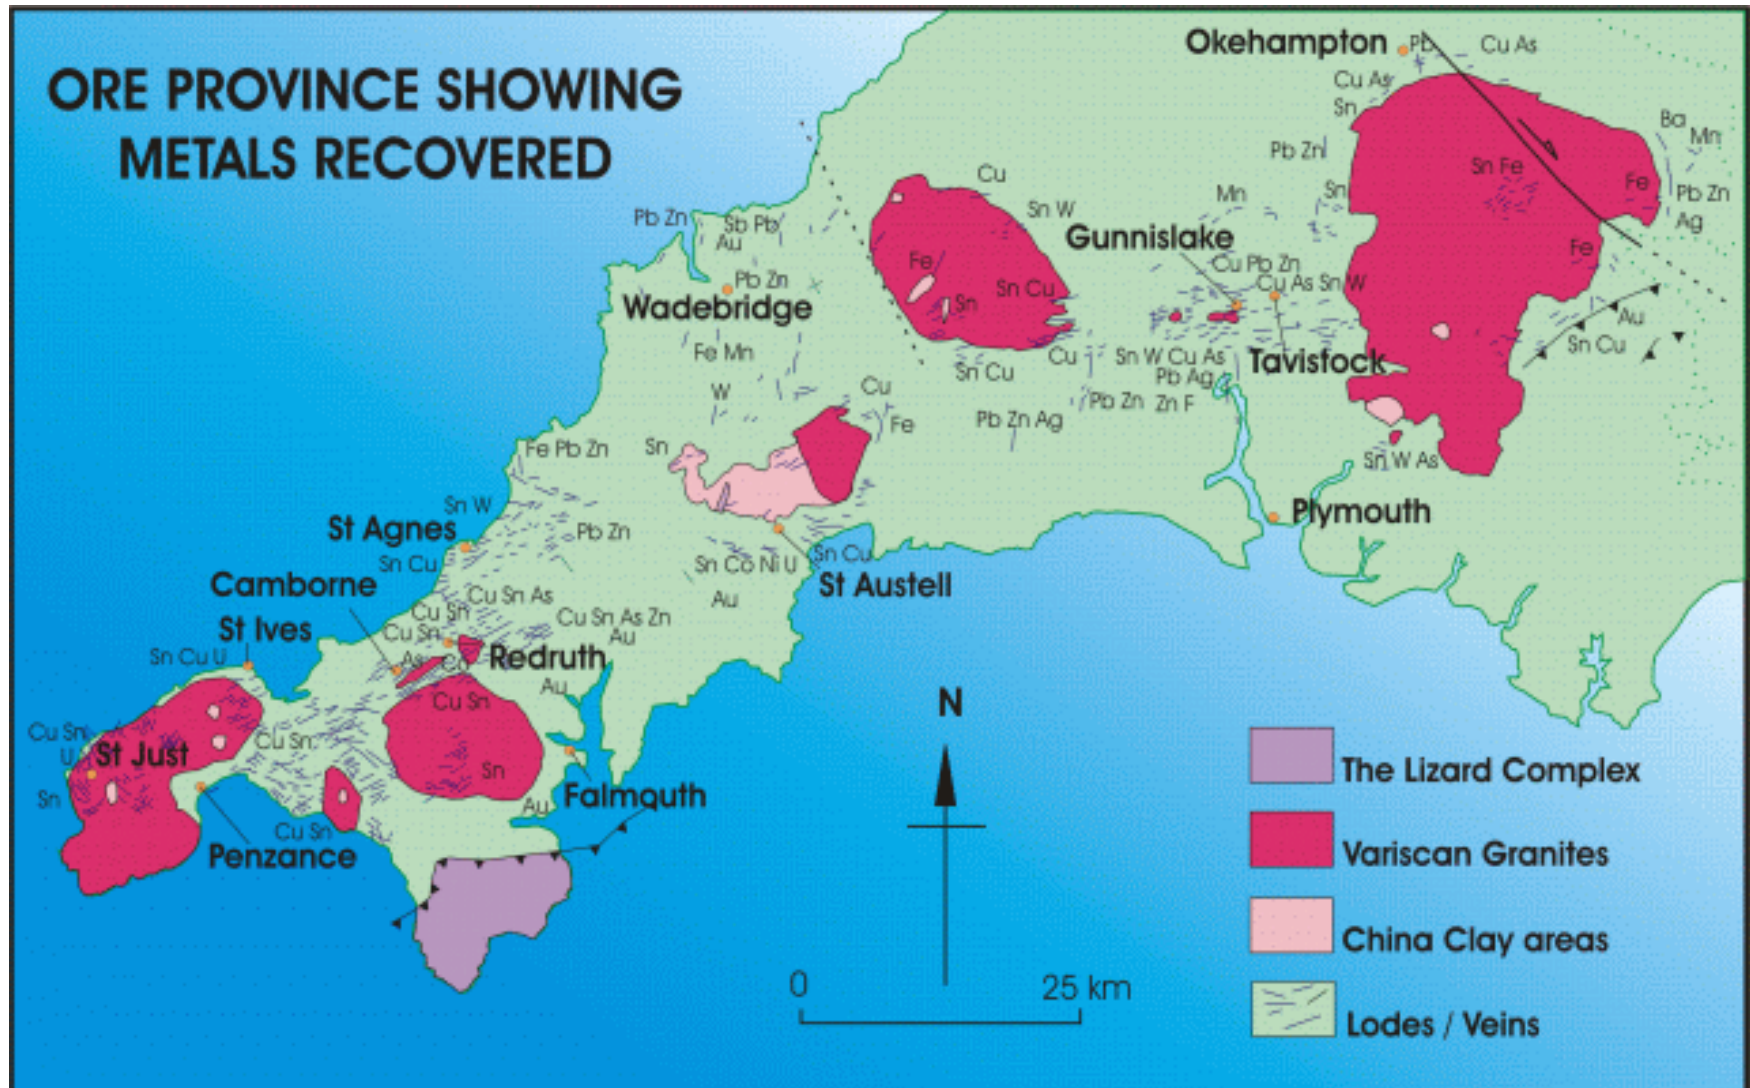 ORE PROVINCE SHOWING
METALS RECOVERED
Okehampton
Pb
Cu As
Cu As
Sn
Ba
Mn
Pb Zn
Sn Fe
Fe
Pb Zn
Ag
Cu
Sn
Mn
Sn W
Pb Zn
Sb Pb
Au
Gunnislake
Fe
Fe
Cu Pb Zn
Pb Zn
Cu As Sn W
Wadebridge
Sn Cu
Sn
Au
Sn Cu
Fe Mn
Cu
Sn W Cu As
Tavistock
Sn Cu
Pb Ag
W
Cu
Pb Zn
Zn F
Fe
Pb Zn Ag
Sn
Fe Pb Zn
Sn W As
Sn W
St Agnes
Pb Zn
Plymouth
Sn Cu
Sn Co Ni U
Sn Cu
Camborne
St Austell
Cu Sn As
Au
Cu Sn
Cu Sn As Zn
St Ives
Cu Sn
Au
Sn Cu U
As
Redruth
Au
Cu Sn
N
Cu Sn
U
St Just
Cu Sn
Sn
Sn
Au
Falmouth
Cu Sn
Penzance
The Lizard Complex
Variscan Granites
China Clay areas
0
25 km
Lodes / Veins